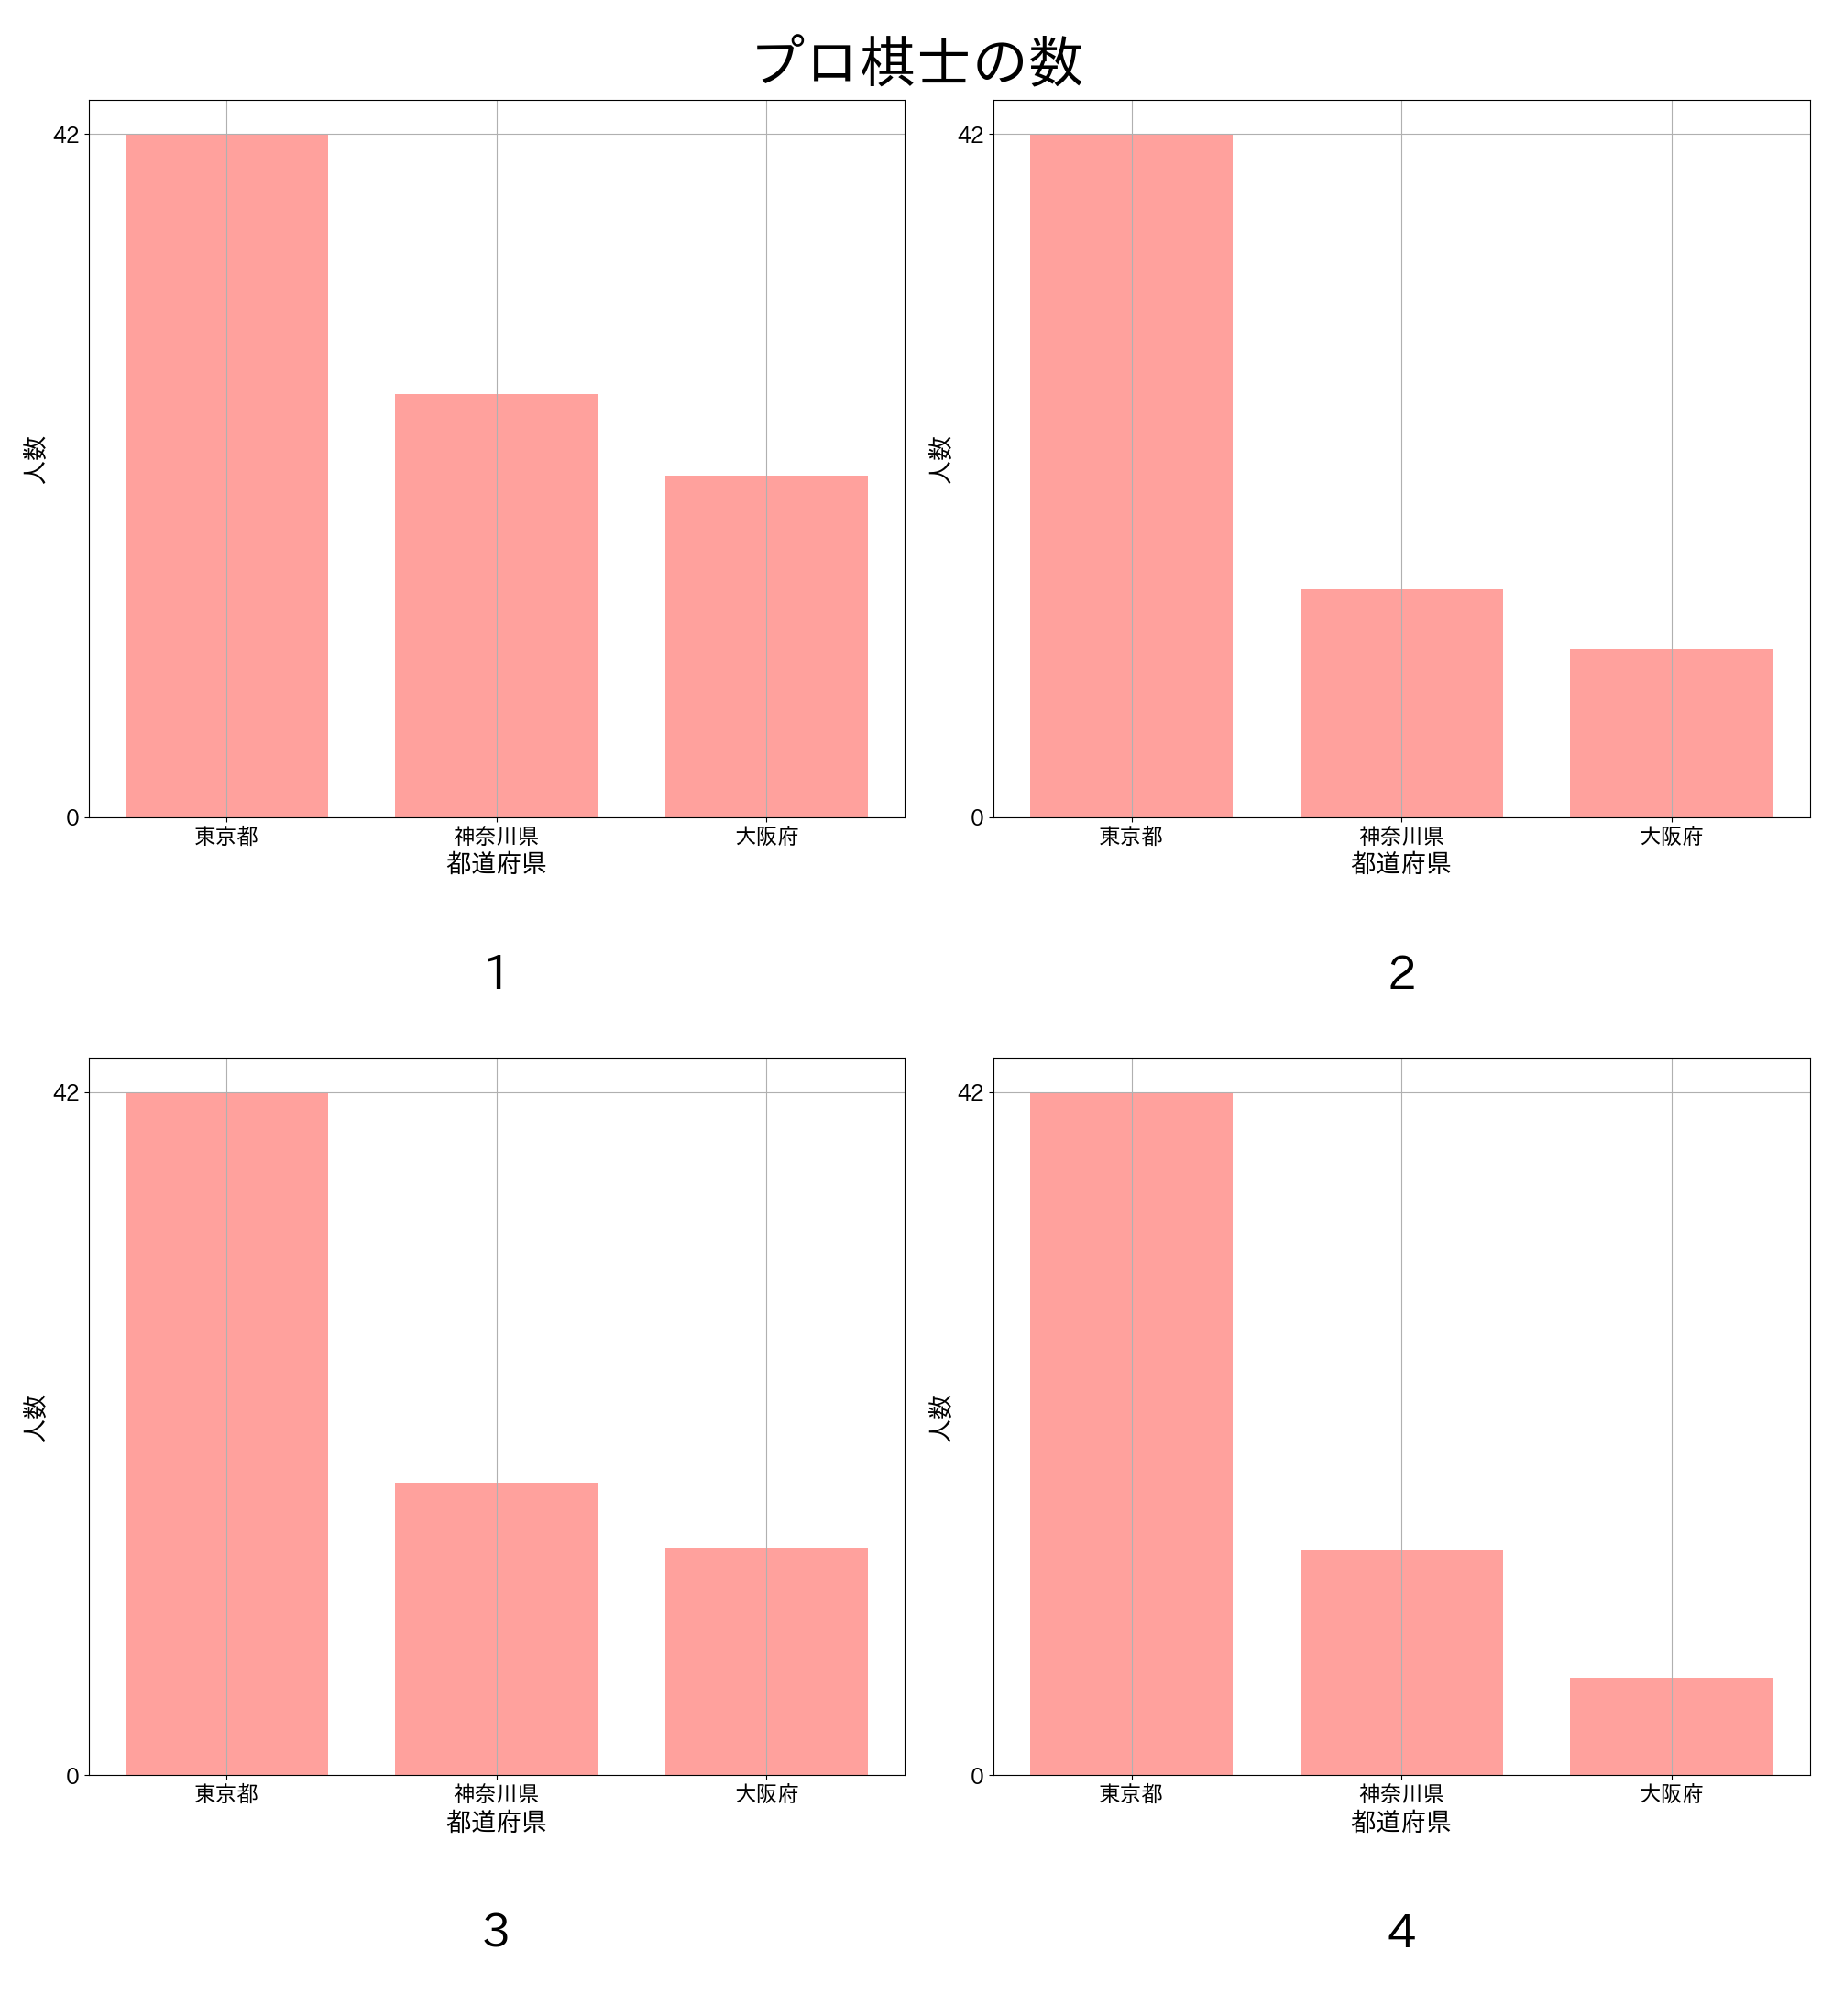 プロ棋士の数
42
0
人数
東京都 神奈川県 大阪府
都道府県
1
42
0
人数
東京都 神奈川県 大阪府
都道府県
2
42
0
人数
東京都 神奈川県 大阪府
都道府県
3
42
0
人数
東京都 神奈川県 大阪府
都道府県
4